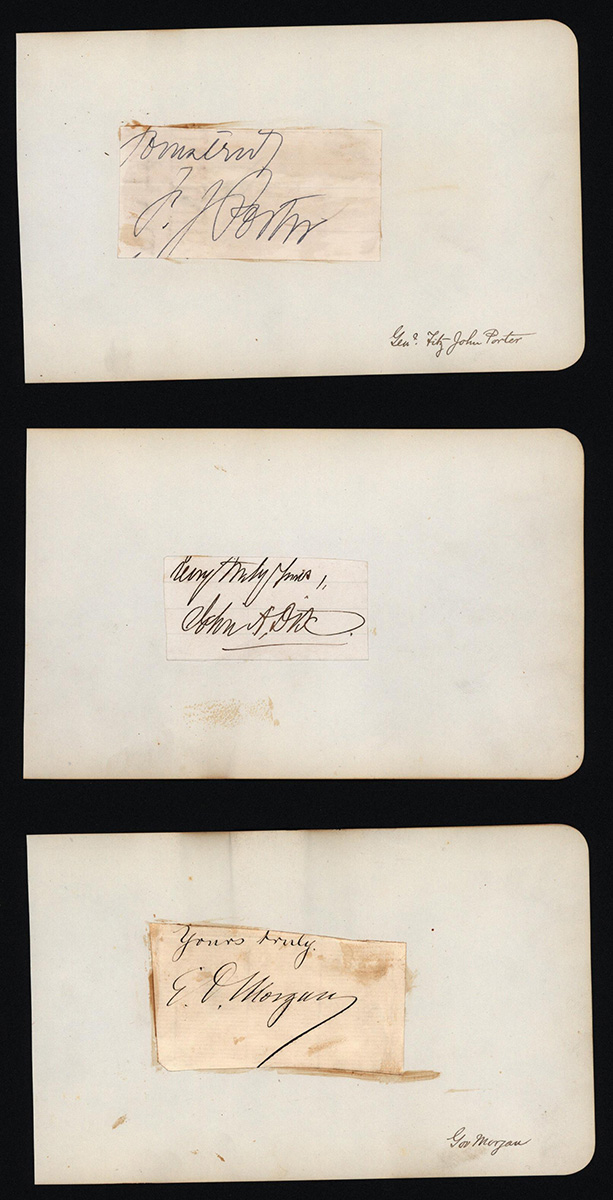 F. J. Porter
Genl. Fitz John Porter
Very truly yours,
John A. Dix.
Yours truly.
E. D. Morgan
Gov Morgan